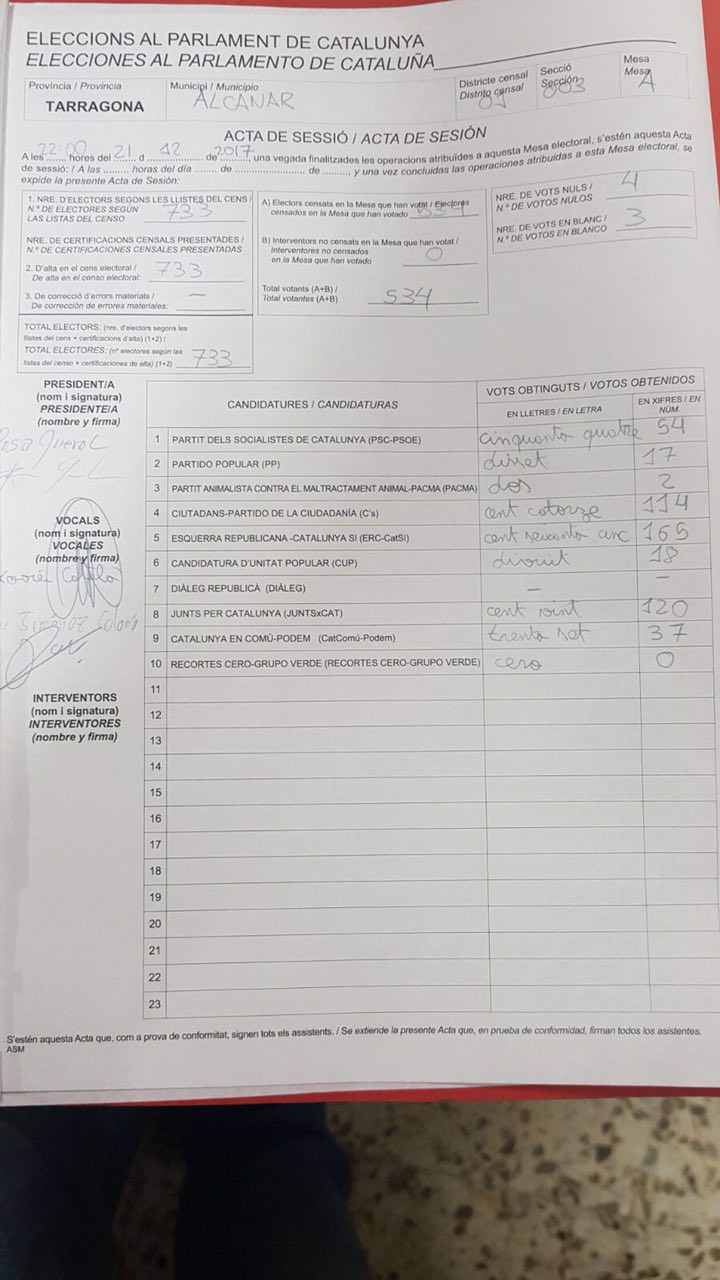 ELECCIONS AL PARLAMENT DE CATALUNYA
ELECCIONES AL PARLAMENTO DE CATALUÑA
Província / Provincia
TARRAGONA
Municipi / Municipio
ALCANAR
Districte censal
Distrito censal
01
Secció
Sección
003
Mesa
Mesa
A
ACTA DE SESSIÓ / ACTA DE SESIÓN
A les 22:00 hores del 21 d 12 de 2017 una vegada finalitzades les operacions atribuïdes a aquesta Mesa electoral, s'estén aquesta Acta
de sessió: / A las ........ horas del día ....... de ........................ de ........, y una vez concluidas las operaciones atribuidas a esta Mesa electoral, se
expide la presente Acta de Sesión:
1. NRE. D'ELECTORS SEGONS LES LLISTES DEL CENS /
N.º DE ELECTORES SEGÚN
LAS LISTAS DEL CENSO 733
NRE. DE CERTIFICACIONS CENSALS PRESENTADES /
N.º DE CERTIFICACIONES CENSALES PRESENTADAS
2. D'alta en el cens electoral /
De alta en el censo electoral: 733
3. De correcció d'errors materials /
De corrección de errores materiales: —
TOTAL ELECTORS: (nre. d'electors segons les
llistes del cens + certificacions d'alta) (1+2) /
TOTAL ELECTORES: (nº electores según las
listas del censo + certificaciones de alta) (1+2) 733
A) Electors censats en la Mesa que han votat / Electores
censados en la Mesa que han votado 534
B) Interventors no censats en la Mesa que han votat /
Interventores no censados
en la Mesa que han votado 0
Total votants (A+B) /
Total votantes (A+B) 534
NRE. DE VOTS NULS /
N.º DE VOTOS NULOS 4
NRE. DE VOTS EN BLANC /
N.º DE VOTOS EN BLANCO 3
PRESIDENT/A
(nom i signatura)
PRESIDENTE/A
(nombre y firma)
VOCALS
(nom i signatura)
VOCALES
(nombre y firma)
INTERVENTORS
(nom i signatura)
INTERVENTORES
(nombre y firma)
CANDIDATURES / CANDIDATURAS
VOTS OBTINGUTS / VOTOS OBTENIDOS
EN LLETRES / EN LETRA
EN XIFRES / EN NÚM.
1 PARTIT DELS SOCIALISTES DE CATALUNYA (PSC-PSOE) cinquanta quatre 54
2 PARTIDO POPULAR (PP) disset 17
3 PARTIT ANIMALISTA CONTRA EL MALTRACTAMENT ANIMAL-PACMA (PACMA) dos 2
4 CIUTADANS-PARTIDO DE LA CIUDADANÍA (C's) cent catorze 114
5 ESQUERRA REPUBLICANA -CATALUNYA SI (ERC-CatSí) cent seixanta cinc 165
6 CANDIDATURA D'UNITAT POPULAR (CUP) divuit 18
7 DIÀLEG REPUBLICÀ (DIÀLEG) — —
8 JUNTS PER CATALUNYA (JUNTSxCAT) cent vint 120
9 CATALUNYA EN COMÚ-PODEM (CatComú-Podem) trenta set 37
10 RECORTES CERO-GRUPO VERDE (RECORTES CERO-GRUPO VERDE) cero 0
11
12
13
14
15
16
17
18
19
20
21
22
23
S'estén aquesta Acta que, com a prova de conformitat, signen tots els assistents. / Se extiende la presente Acta que, en prueba de conformidad, firman todos los asistentes.
ASM